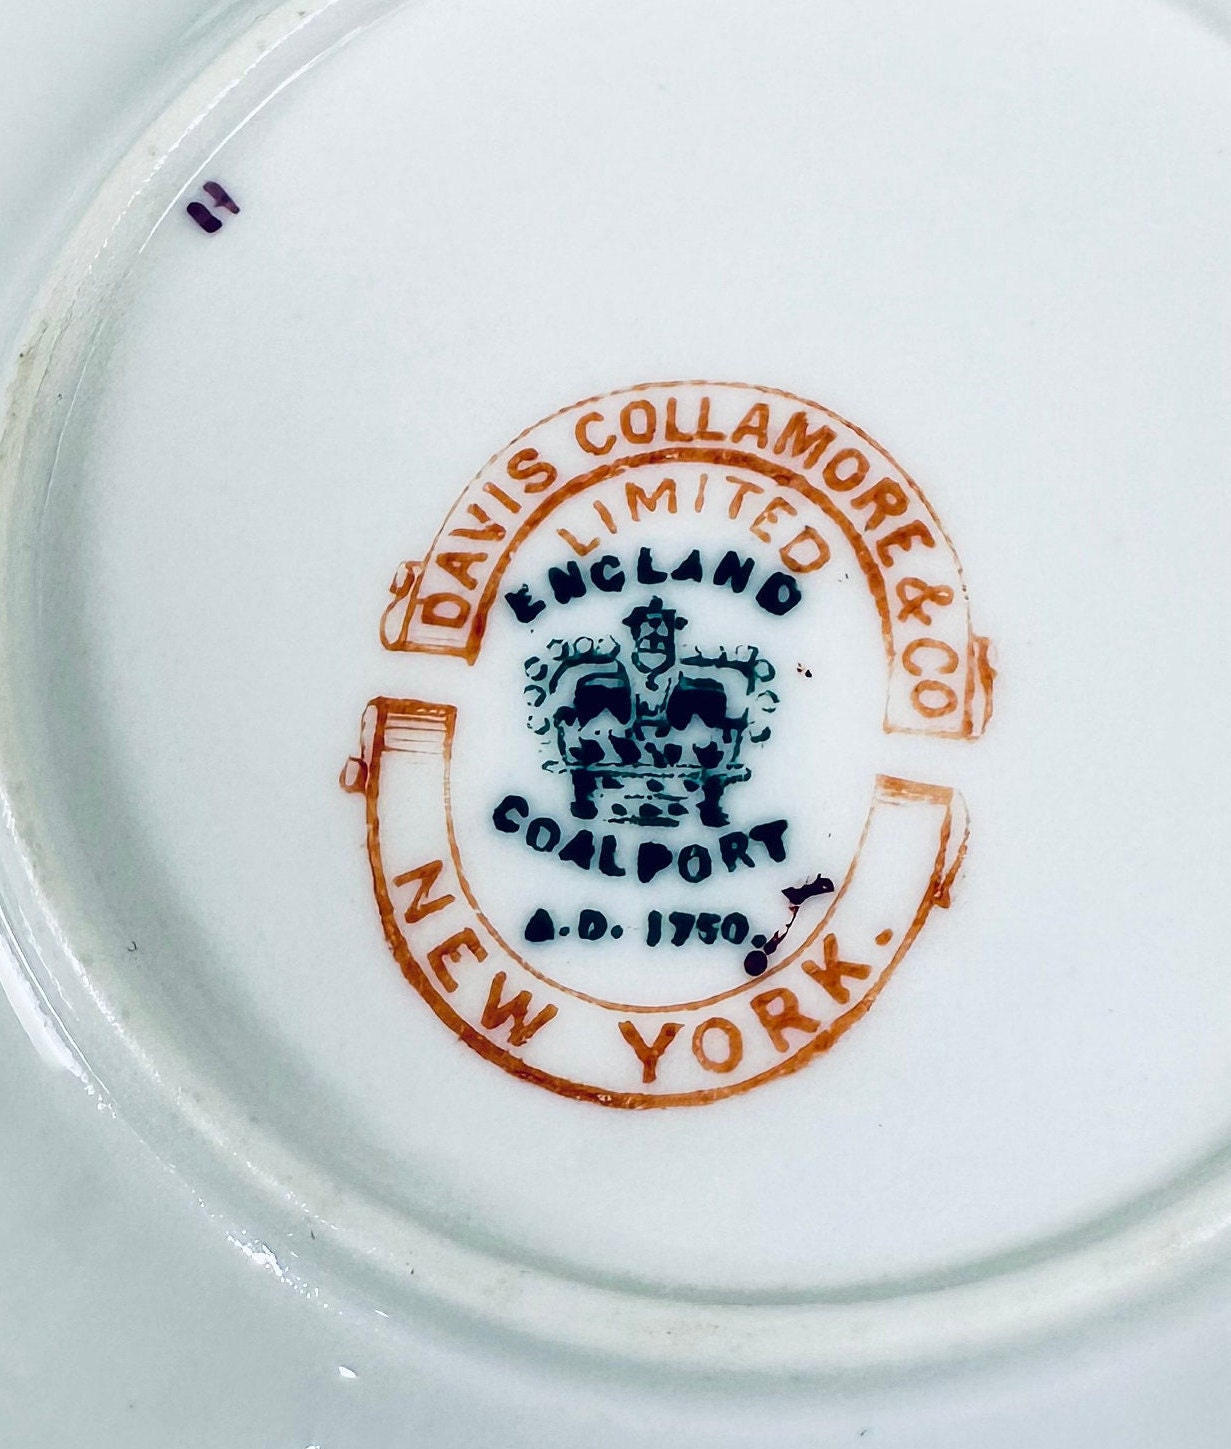 DAVIS COLLAMORE & CO
LIMITED
ENGLAND
COALPORT
A.D. 1750.
NEW YORK.